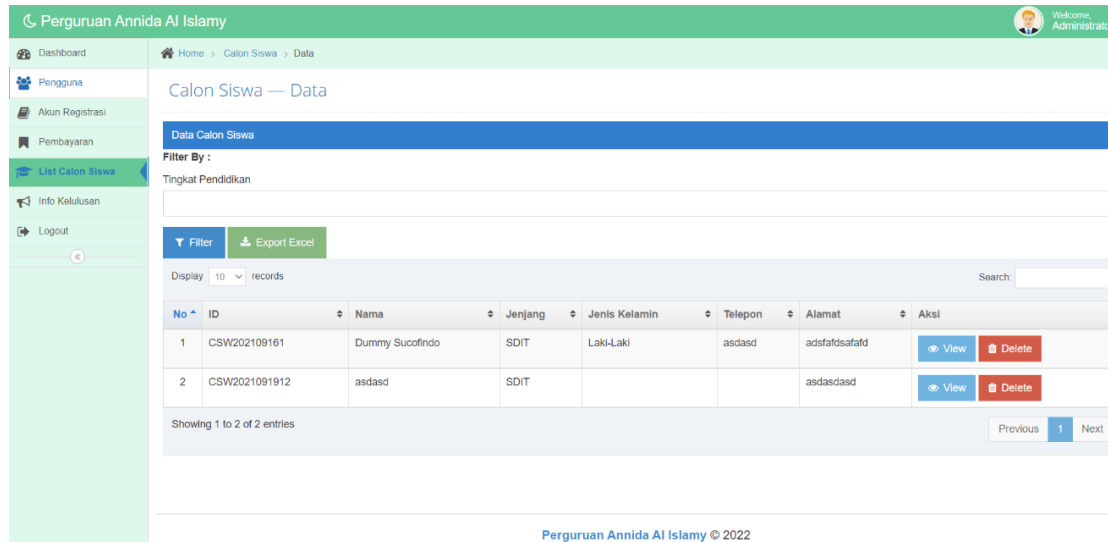 Perguruan Annida Al Islamy
Welcome,
Administrato
Dashboard
Pengguna
Akun Registrasi
Pembayaran
List Calon Siswa
Info Kelulusan
Logout
Home > Calon Siswa > Data
Calon Siswa — Data
Data Calon Siswa
Filter By :
Tingkat Pendidikan
Filter Export Excel
Display 10 records Search:
No ID Nama Jenjang Jenis Kelamin Telepon Alamat Aksi
1 CSW202109161 Dummy Sucofindo SDIT Laki-Laki asdasd adsfafdsafafd View Delete
2 CSW2021091912 asdasd SDIT asdasdasd View Delete
Showing 1 to 2 of 2 entries Previous 1 Next
Perguruan Annida Al Islamy © 2022